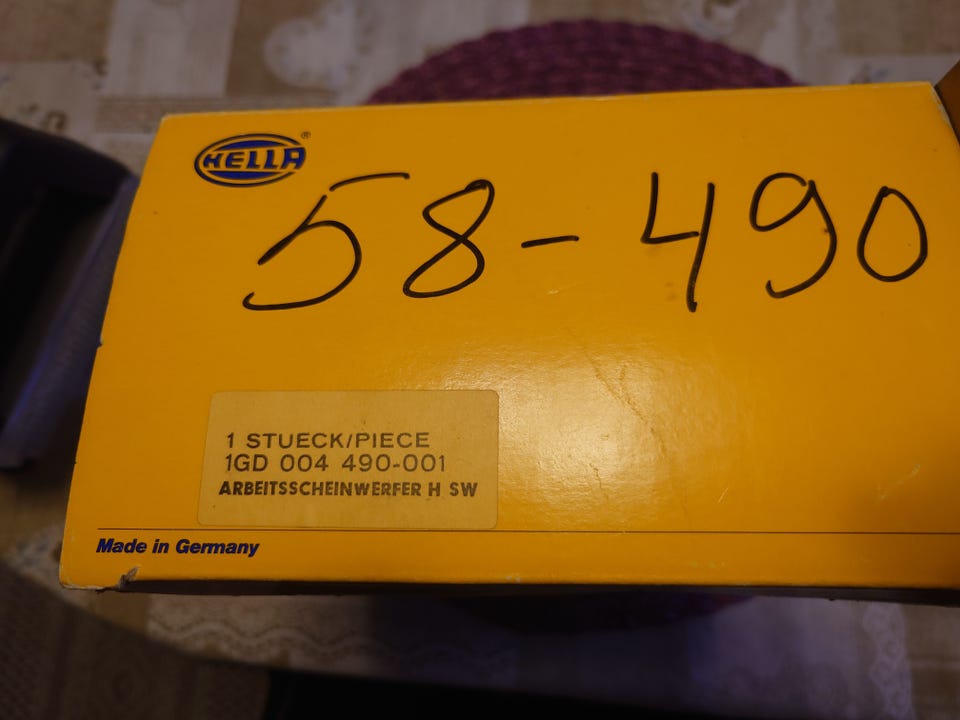 HELLA ®
58-490
1 STUECK/PIECE
1GD 004 490-001
ARBEITSSCHEINWERFER H SW
Made in Germany